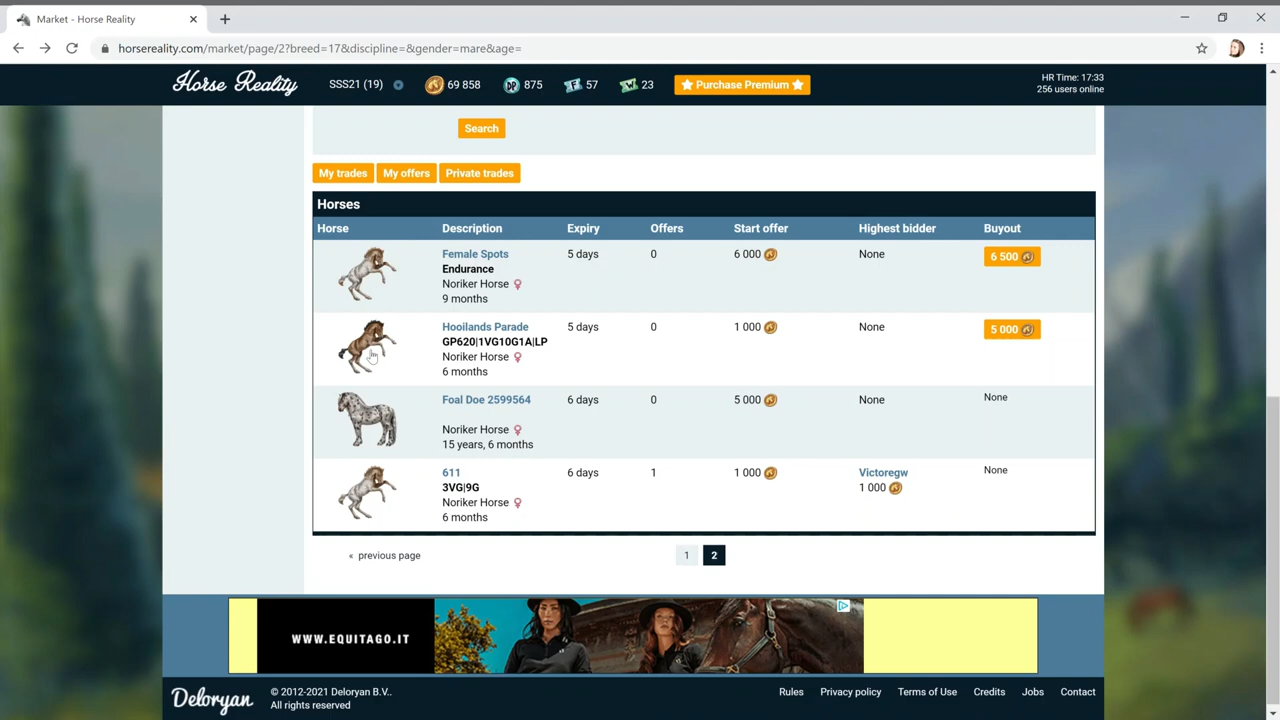 Market - Horse Reality
horsereality.com/market/page/2?breed=17&discipline=&gender=mare&age=
Horse Reality
SSS21 (19)
69 858
DP
875
F
57
W
23
Purchase Premium
HR Time: 17:33
256 users online
Search
My trades
My offers
Private trades
Horses
Horse Description Expiry Offers Start offer Highest bidder Buyout
Female Spots 5 days 0 6 000 None 6 500
Endurance
Noriker Horse
9 months
Hooilands Parade 5 days 0 1 000 None 5 000
GP620|1VG10G1A|LP
Noriker Horse
6 months
Foal Doe 2599564 6 days 0 5 000 None None
Noriker Horse
15 years, 6 months
611 6 days 1 1 000 Victoregw None
3VG|9G 1 000
Noriker Horse
6 months
« previous page 1 2
WWW.EQUITAGO.IT
Deloryan
© 2012-2021 Deloryan B.V..
All rights reserved
Rules Privacy policy Terms of Use Credits Jobs Contact